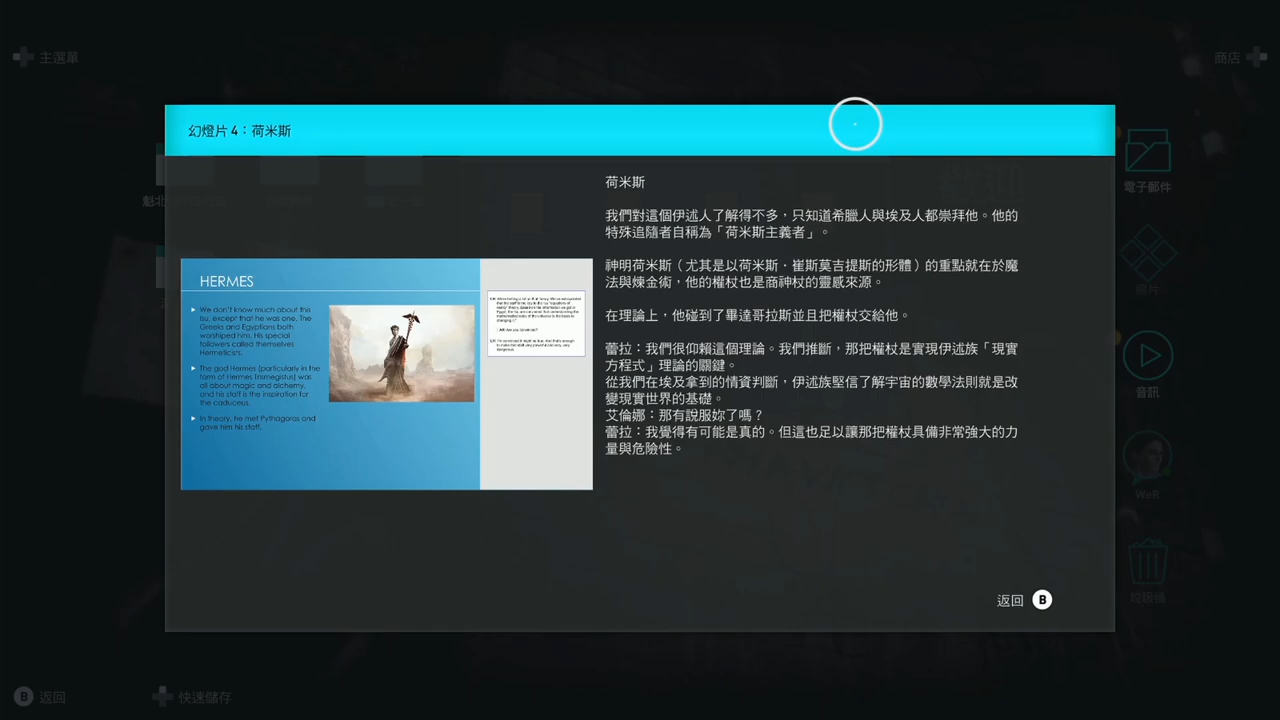 主選單
商店
幻燈片 4：荷米斯
荷米斯
我們對這個伊述人了解得不多，只知道希臘人與埃及人都崇拜他。他的
特殊追隨者自稱為「荷米斯主義者」。
神明荷米斯（尤其是以荷米斯．崔斯莫吉提斯的形體）的重點就在於魔
法與煉金術，他的權杖也是商神杖的靈感來源。
在理論上，他碰到了畢達哥拉斯並且把權杖交給他。
蕾拉：我們很仰賴這個理論。我們推斷，那把權杖是實現伊述族「現實
方程式」理論的關鍵。
從我們在埃及拿到的情資判斷，伊述族堅信了解宇宙的數學法則就是改
變現實世界的基礎。
艾倫娜：那有說服妳了嗎？
蕾拉：我覺得有可能是真的。但這也足以讓那把權杖具備非常強大的力
量與危險性。
HERMES
We don't know much about this
Isu, except that he was one. The
Greeks and Egyptians both
worshiped him. His special
followers called themselves
Hermeticists.
The god Hermes (particularly in the
form of Hermes Trismegistus) was
all about magic and alchemy,
and his staff is the inspiration for
the caduceus.
In theory, he met Pythagoras and
gave him his staff.
電子郵件
照片
音訊
WeR
垃圾桶
返回 B
B 返回
快速儲存